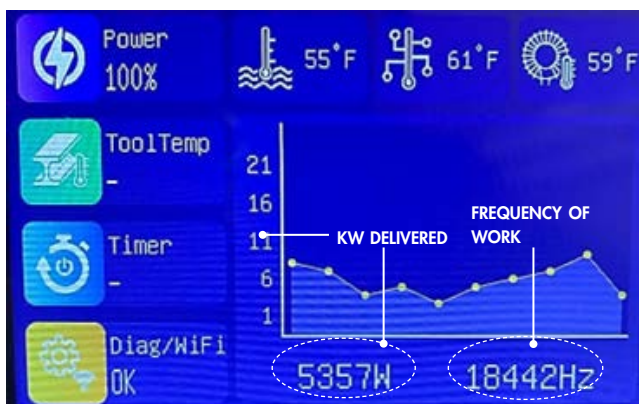 Power
100%
55°F
61°F
59°F
ToolTemp
-
Timer
-
Diag/WiFi
OK
21
16
11
6
1
KW DELIVERED
FREQUENCY OF
WORK
5357W
18442Hz